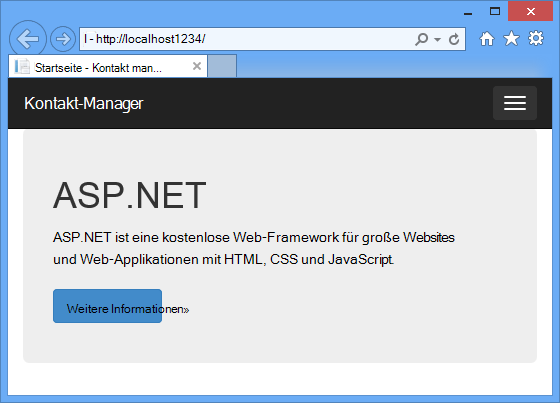 l - http://localhost1234/
Startseite - Kontakt man...
Kontakt-Manager
ASP.NET
ASP.NET ist eine kostenlose Web-Framework für große Websites
und Web-Applikationen mit HTML, CSS und JavaScript.
Weitere Informationen»